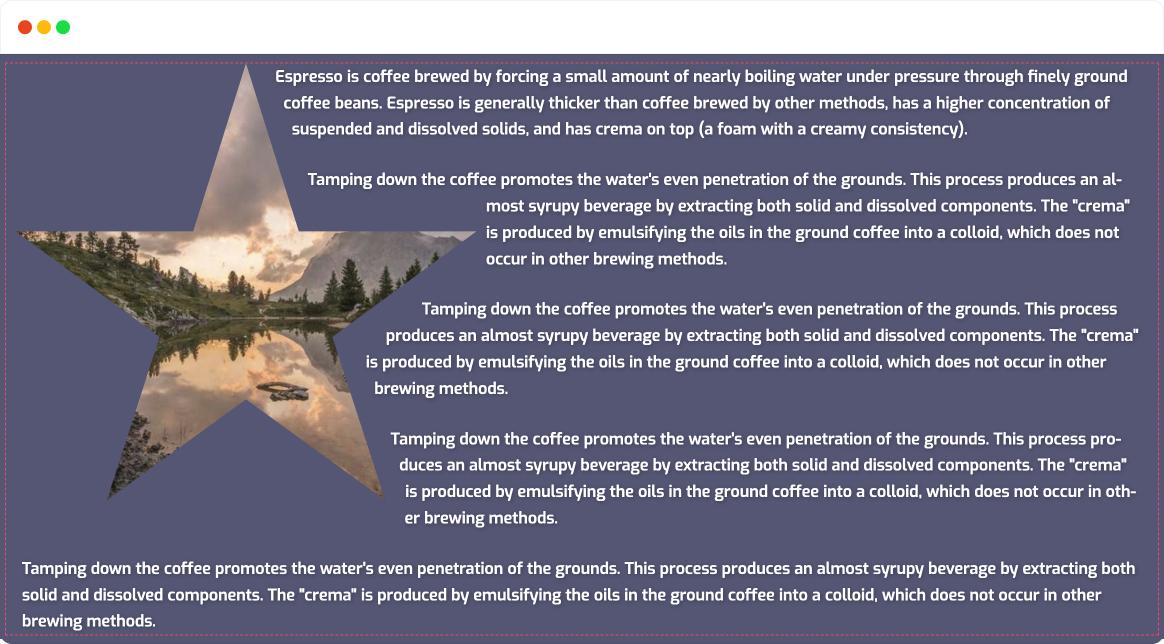 Espresso is coffee brewed by forcing a small amount of nearly boiling water under pressure through finely ground
coffee beans. Espresso is generally thicker than coffee brewed by other methods, has a higher concentration of
suspended and dissolved solids, and has crema on top (a foam with a creamy consistency).
Tamping down the coffee promotes the water's even penetration of the grounds. This process produces an al-
most syrupy beverage by extracting both solid and dissolved components. The "crema"
is produced by emulsifying the oils in the ground coffee into a colloid, which does not
occur in other brewing methods.
Tamping down the coffee promotes the water's even penetration of the grounds. This process
produces an almost syrupy beverage by extracting both solid and dissolved components. The "crema"
is produced by emulsifying the oils in the ground coffee into a colloid, which does not occur in other
brewing methods.
Tamping down the coffee promotes the water's even penetration of the grounds. This process pro-
duces an almost syrupy beverage by extracting both solid and dissolved components. The "crema"
is produced by emulsifying the oils in the ground coffee into a colloid, which does not occur in oth-
er brewing methods.
Tamping down the coffee promotes the water's even penetration of the grounds. This process produces an almost syrupy beverage by extracting both
solid and dissolved components. The "crema" is produced by emulsifying the oils in the ground coffee into a colloid, which does not occur in other
brewing methods.